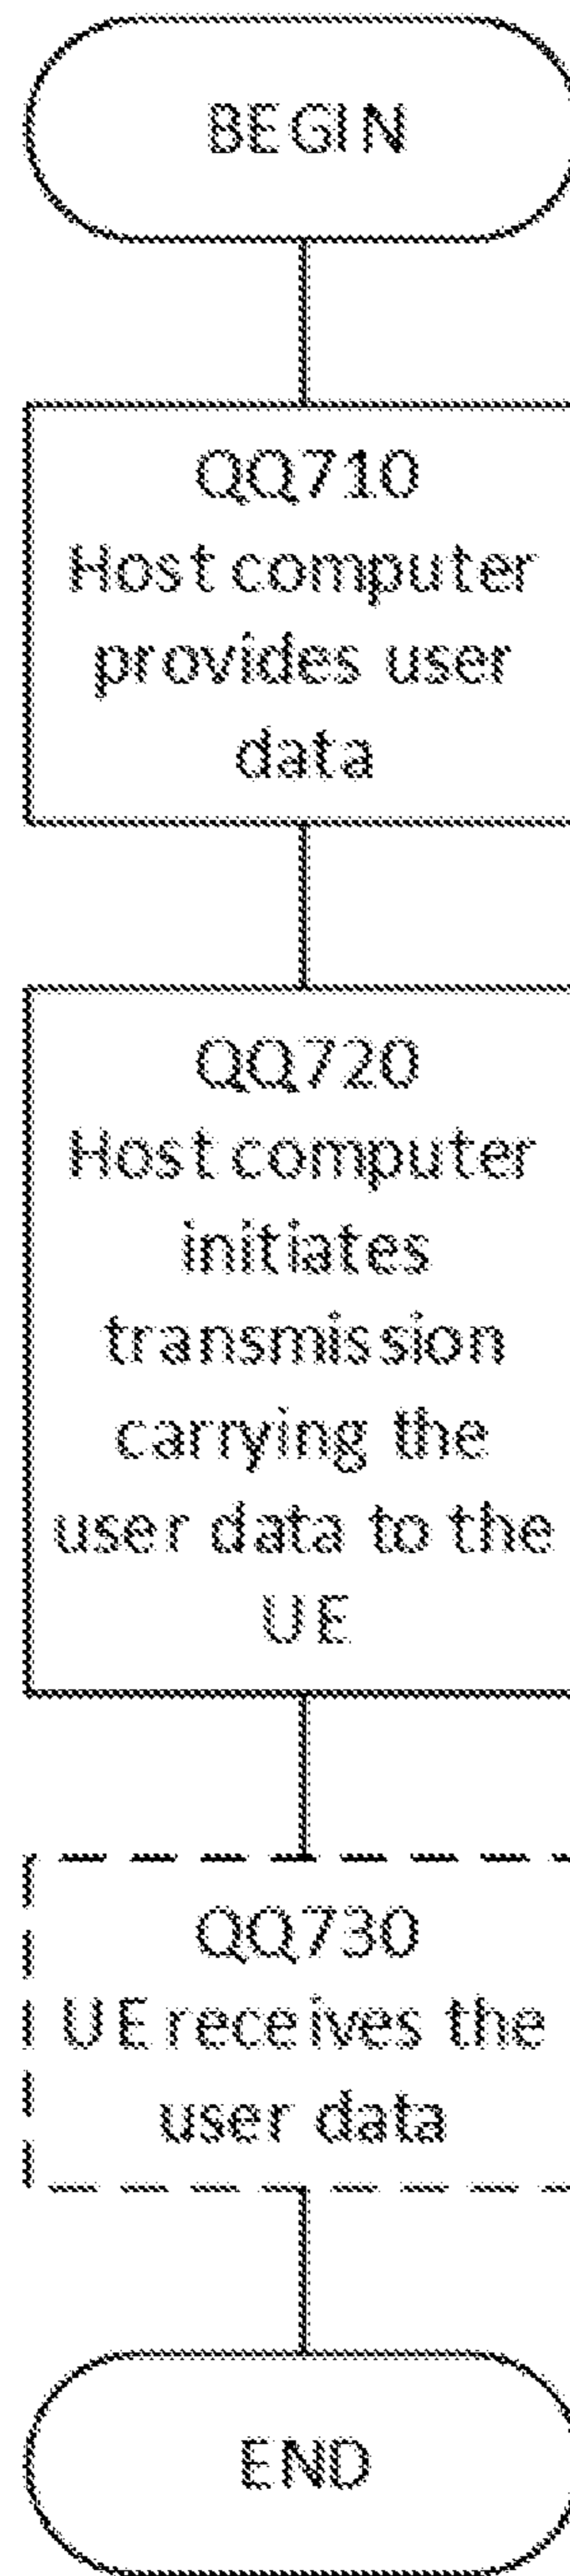 BEGIN
QQ710
Host computer
provides user
data
QQ720
Host computer
initiates
transmission
carrying the
user data to the
UE
QQ730
UE receives the
user data
END